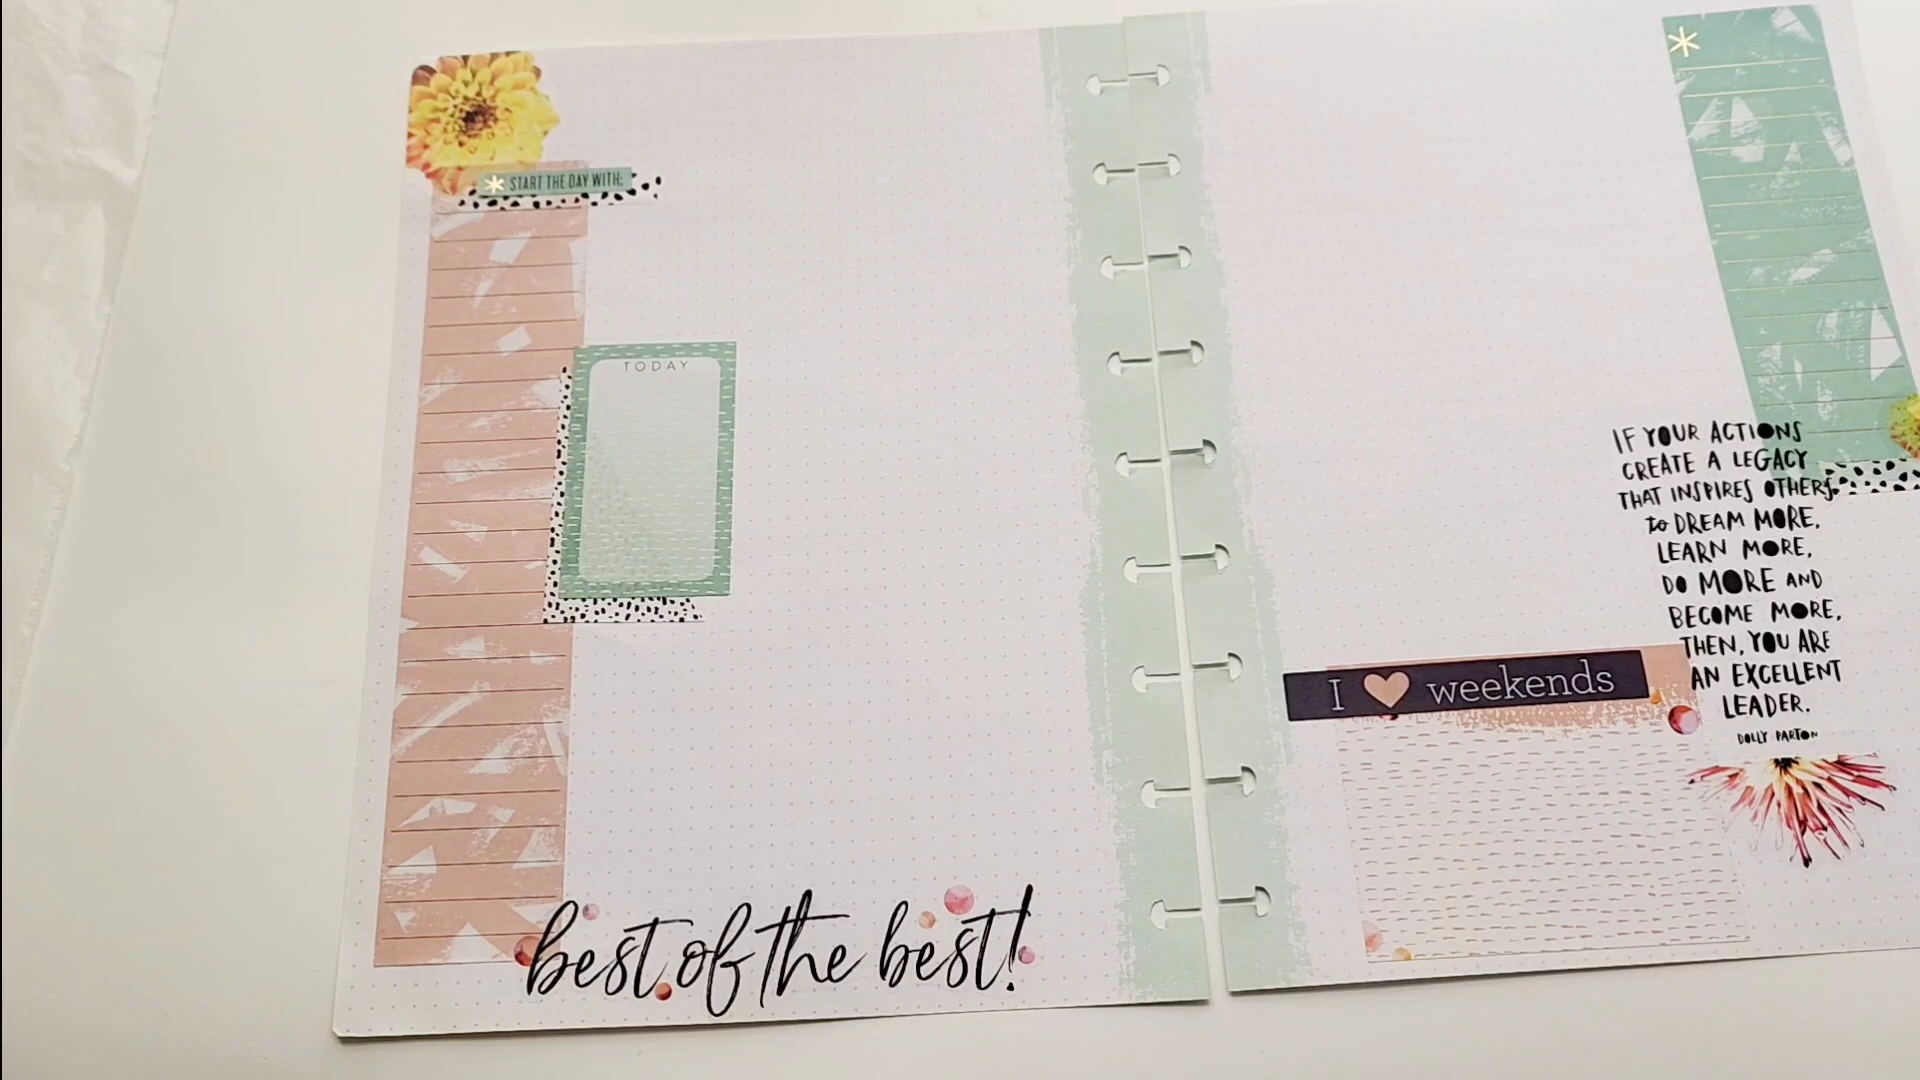 START THE DAY WITH:
TODAY
best of the best!
IF YOUR ACTIONS
CREATE A LEGACY
THAT INSPIRES OTHERS
to DREAM MORE,
LEARN MORE,
DO MORE AND
BECOME MORE,
THEN, YOU ARE
AN EXCELLENT
LEADER.
DOLLY PARTON
I ♥ weekends